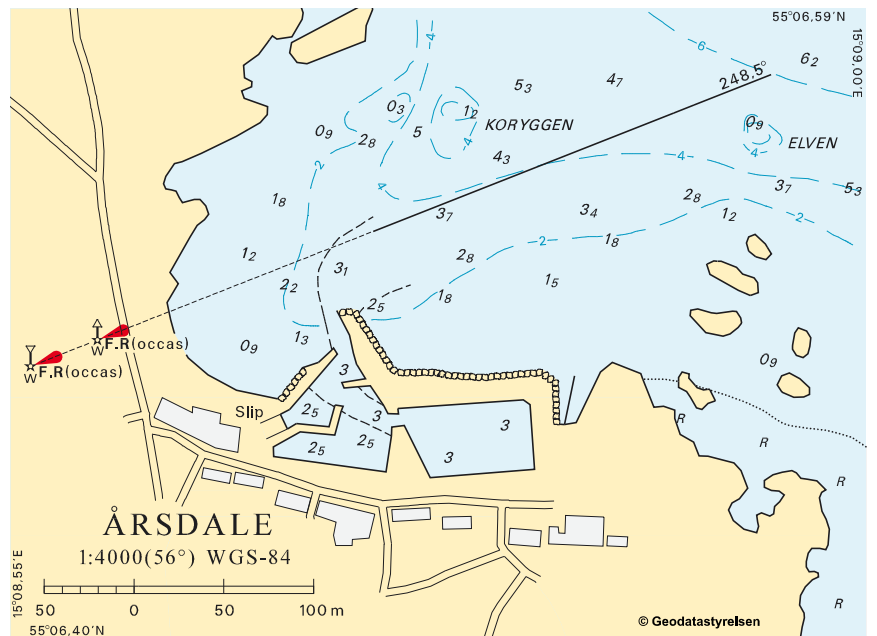 55°06,59'N
15°09,00'E
4
6
6₂
248,5°
5₃
4₇
0₃
1₂
0₉
0₉
5
KORYGGEN
ELVEN
2₈
4
4
2
4₃
4
3₇
5₃
4
2₈
1₈
3₇
3₄
1₂
2
1₈
2
1₂
2₈
3₁
1₅
2₂
2₅
1₈
2
F.R(occas)
W
1₃
0₉
0₉
F.R(occas)
W
3
Slip
2₅
3
R
3
2₅
2₅
R
3
R
ÅRSDALE
1:4000(56°) WGS-84
R
15°08,55'E
50 0 50 100 m
55°06,40'N
© Geodatastyrelsen